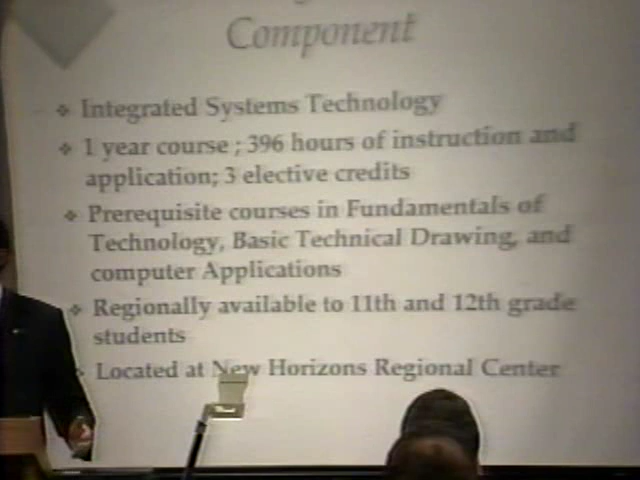 Component
❖ Integrated Systems Technology
❖ 1 year course ; 396 hours of instruction and
application; 3 elective credits
❖ Prerequisite courses in Fundamentals of
Technology, Basic Technical Drawing, and
computer Applications
❖ Regionally available to 11th and 12th grade
students
❖ Located at New Horizons Regional Center